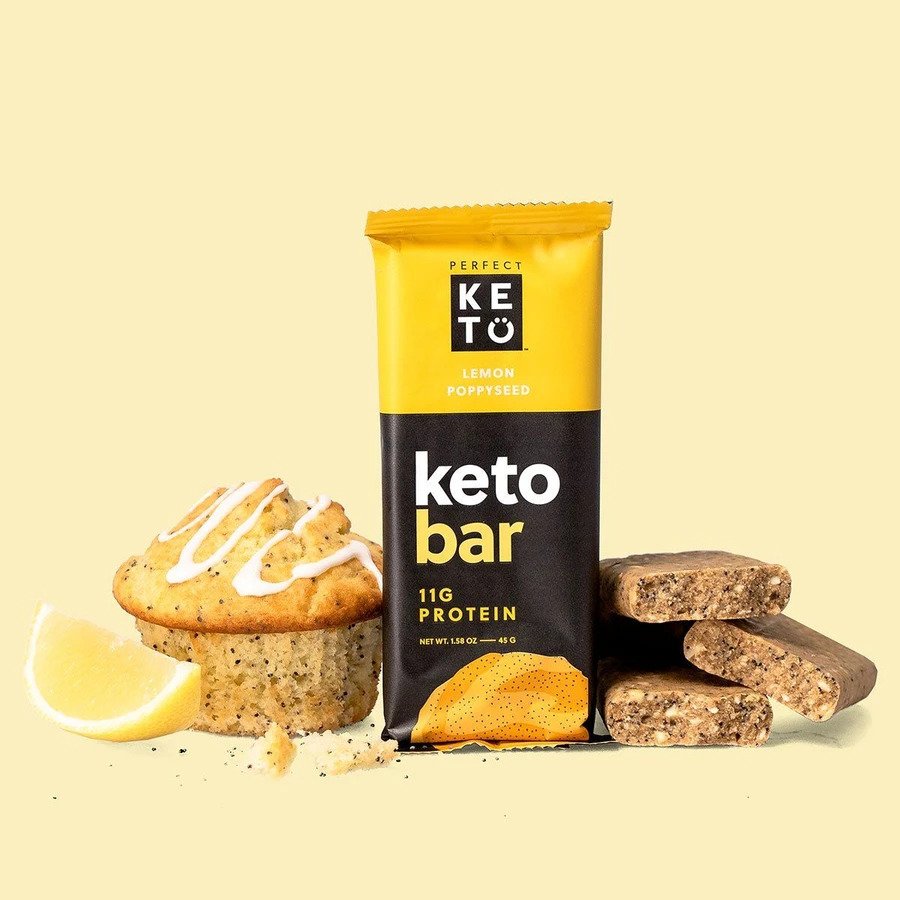 PERFECT
KE
TÖ
LEMON
POPPYSEED
keto
bar
11G
PROTEIN
NET WT. 1.58 OZ — 45 G